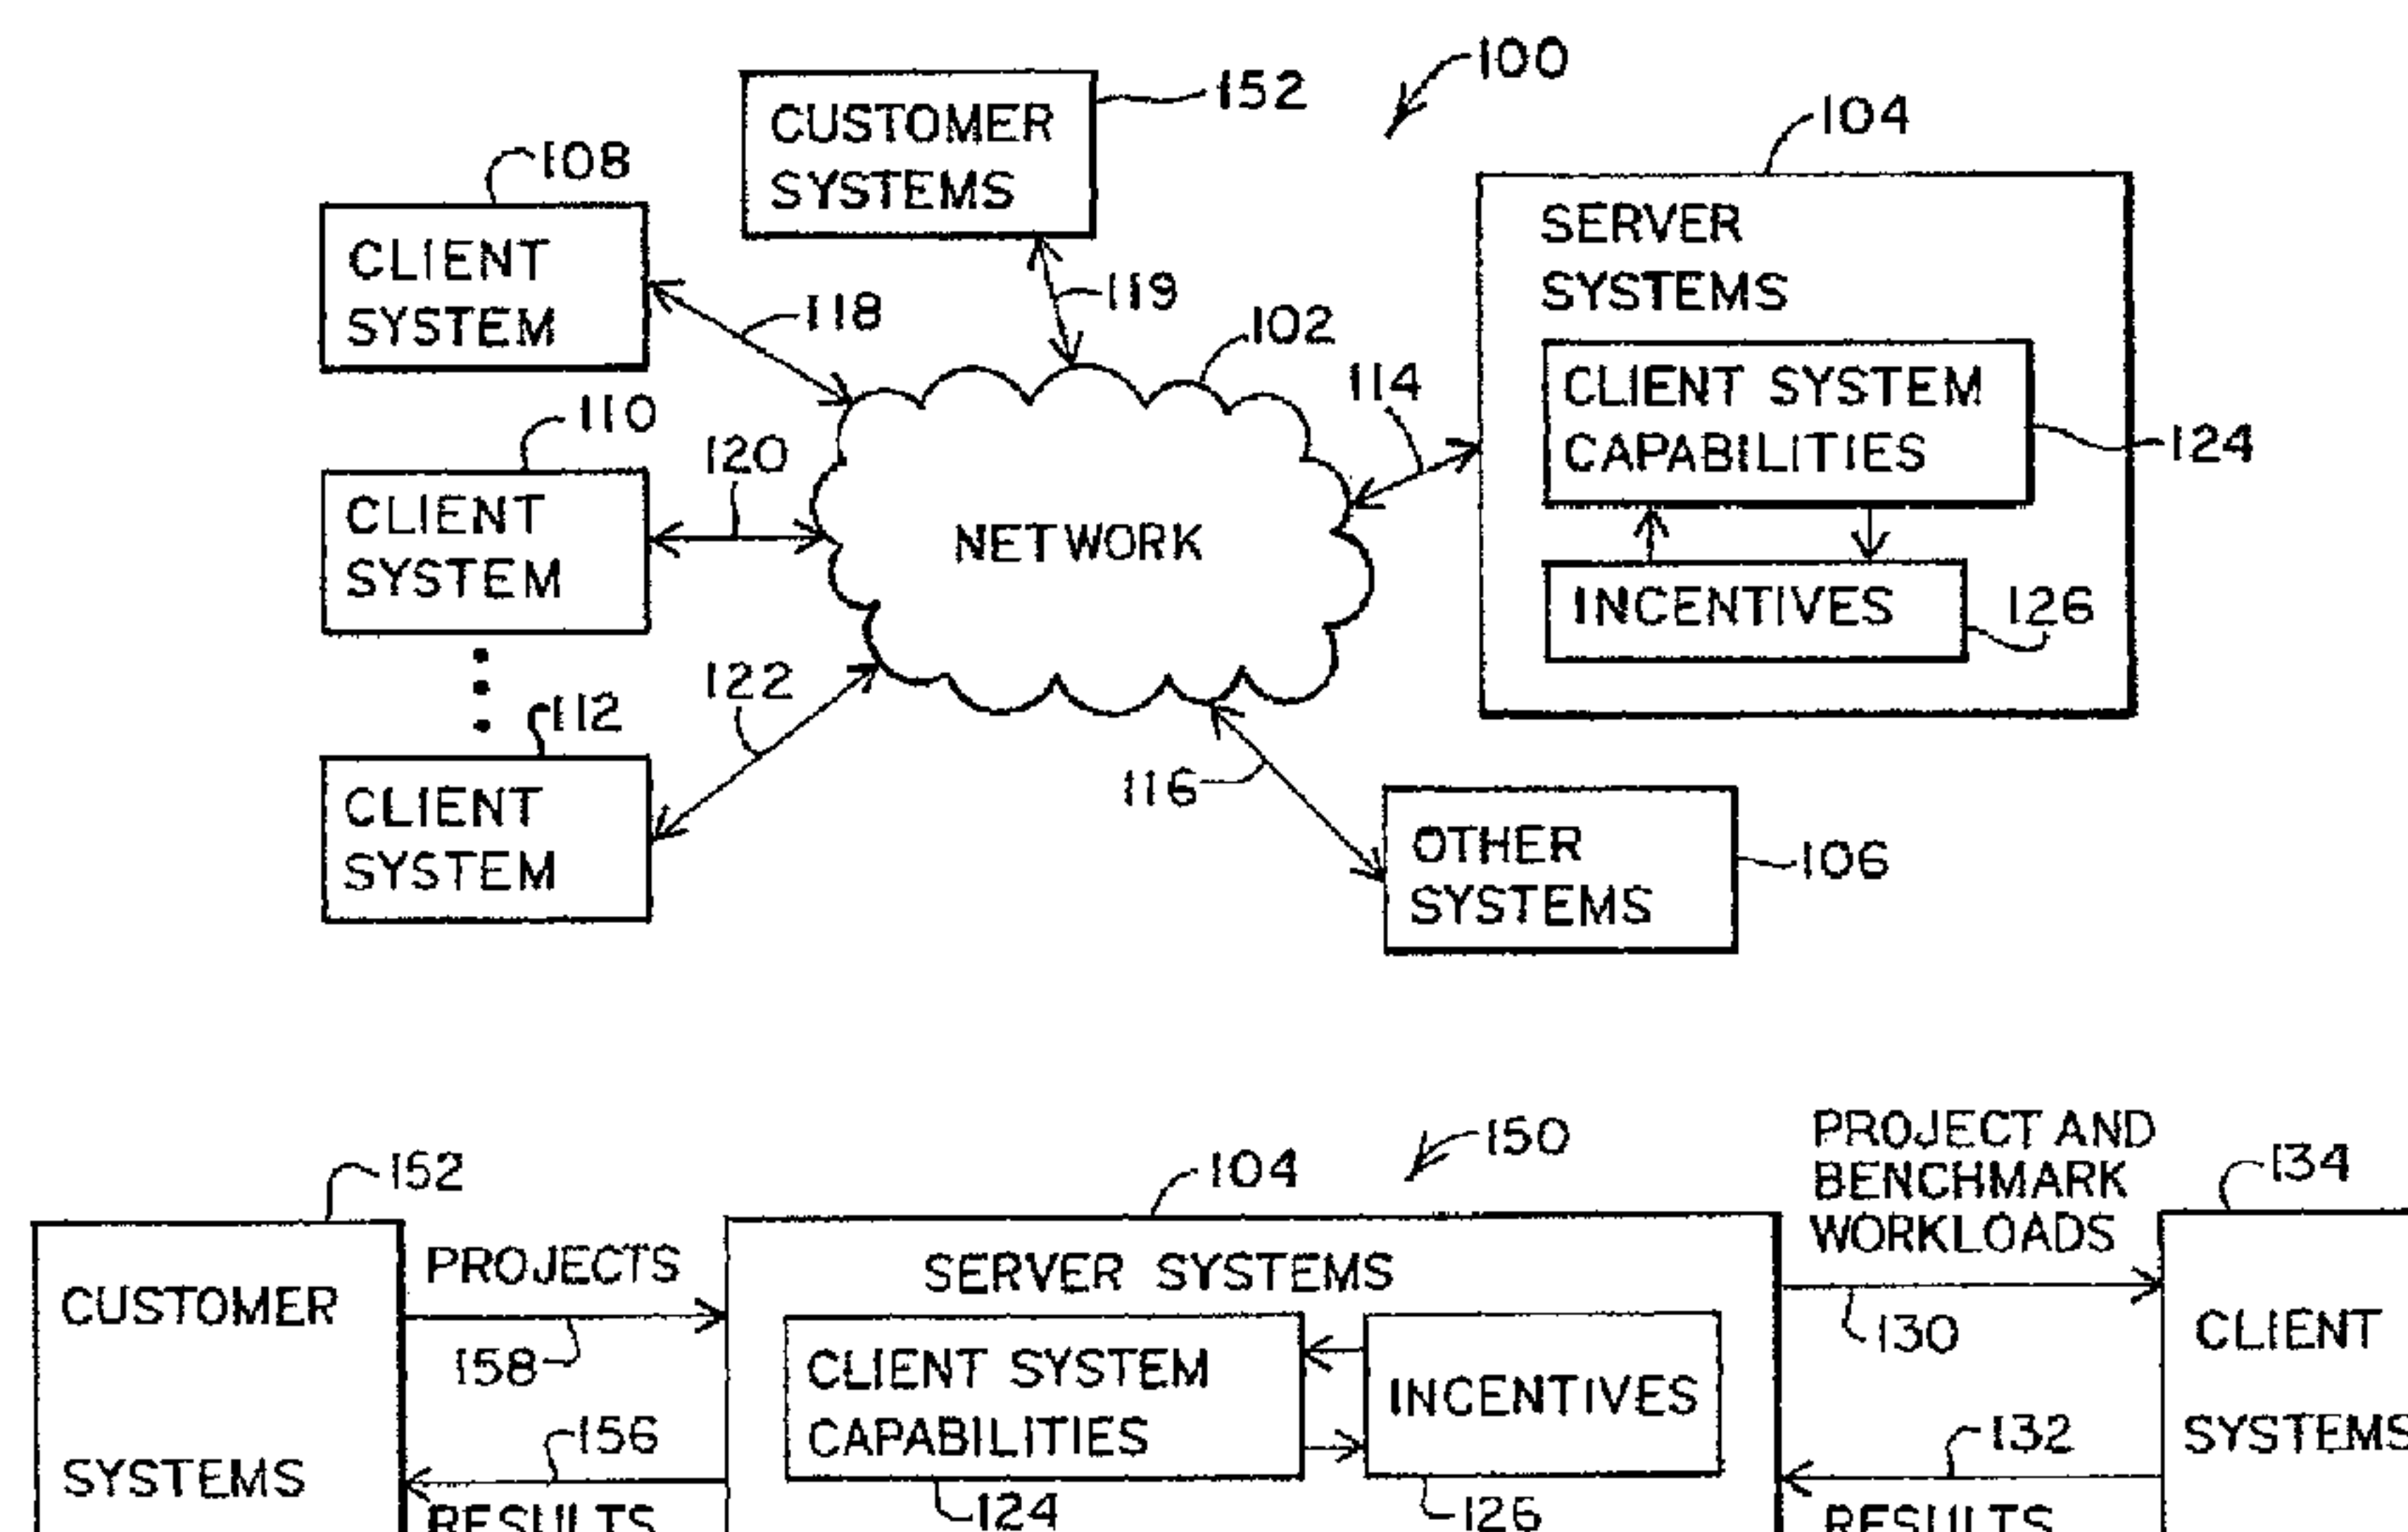 100
CUSTOMER
SYSTEMS
152
104
108
CLIENT
SYSTEM
SERVER
SYSTEMS
118
119
102
114
CLIENT SYSTEM
CAPABILITIES
124
110
CLIENT
SYSTEM
120
NETWORK
INCENTIVES
126
112
CLIENT
SYSTEM
122
116
OTHER
SYSTEMS
106
150
152
CUSTOMER
SYSTEMS
PROJECTS
158
156
RESULTS
104
SERVER SYSTEMS
CLIENT SYSTEM
CAPABILITIES
124
INCENTIVES
126
PROJECT AND
BENCHMARK
WORKLOADS
130
132
RESULTS
134
CLIENT
SYSTEMS